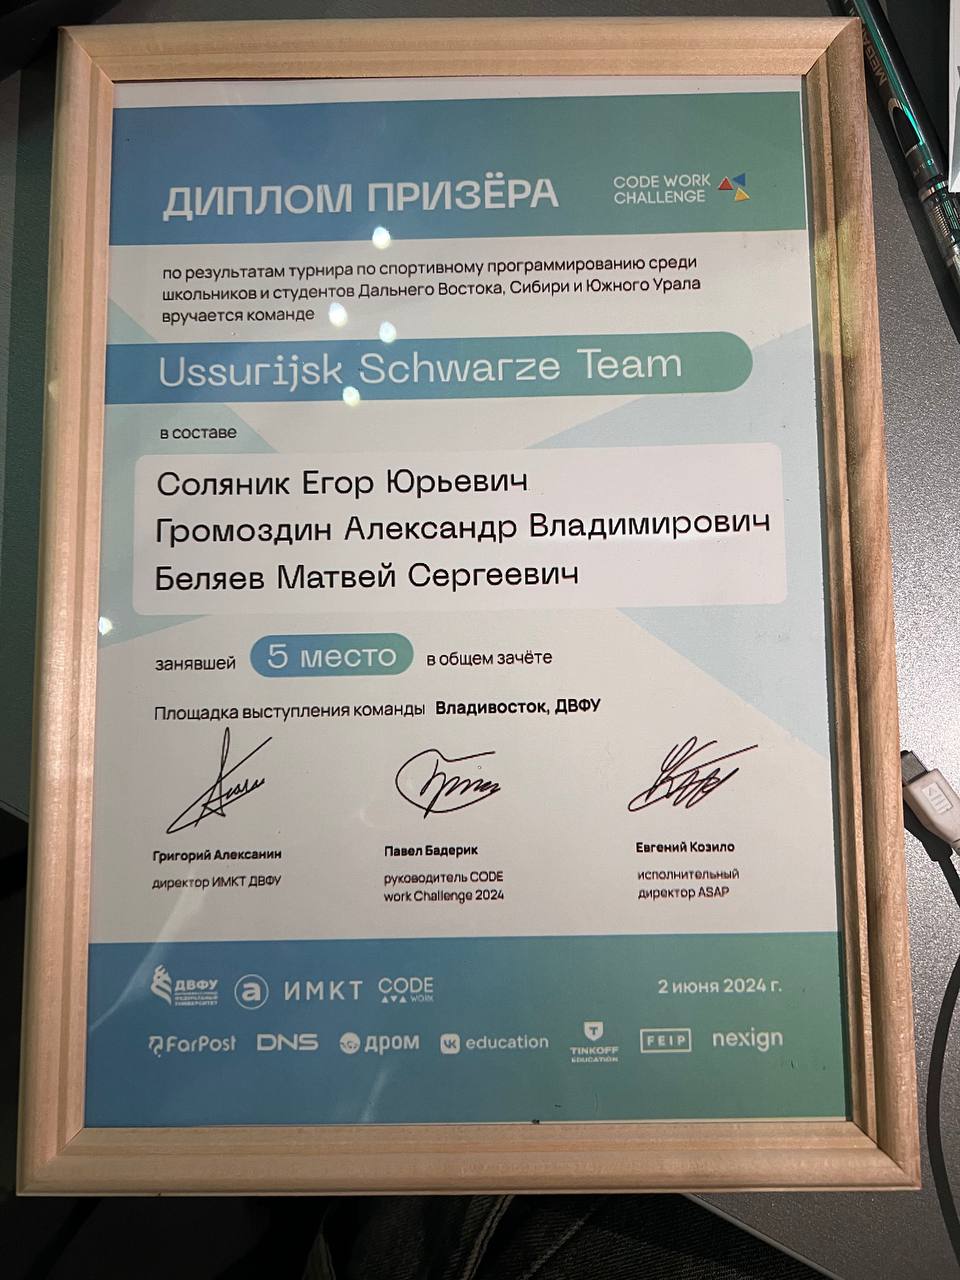 ДИПЛОМ ПРИЗЁРА
CODE WORK
CHALLENGE
по результатам турнира по спортивному программированию среди
школьников и студентов Дальнего Востока, Сибири и Южного Урала
вручается команде
Ussurijsk Schwarze Team
в составе
Соляник Егор Юрьевич
Громоздин Александр Владимирович
Беляев Матвей Сергеевич
занявшей 5 место в общем зачёте
Площадка выступления команды Владивосток, ДВФУ
Григорий Алексанин
директор ИМКТ ДВФУ
Павел Бадерик
руководитель CODE
work Challenge 2024
Евгений Козило
исполнительный
директор ASAP
ДВФУ
a ИМКТ CODE
WORK
2 июня 2024 г.
FarPost DNS дром VK education TINKOFF
EDUCATION
FEIP nexign